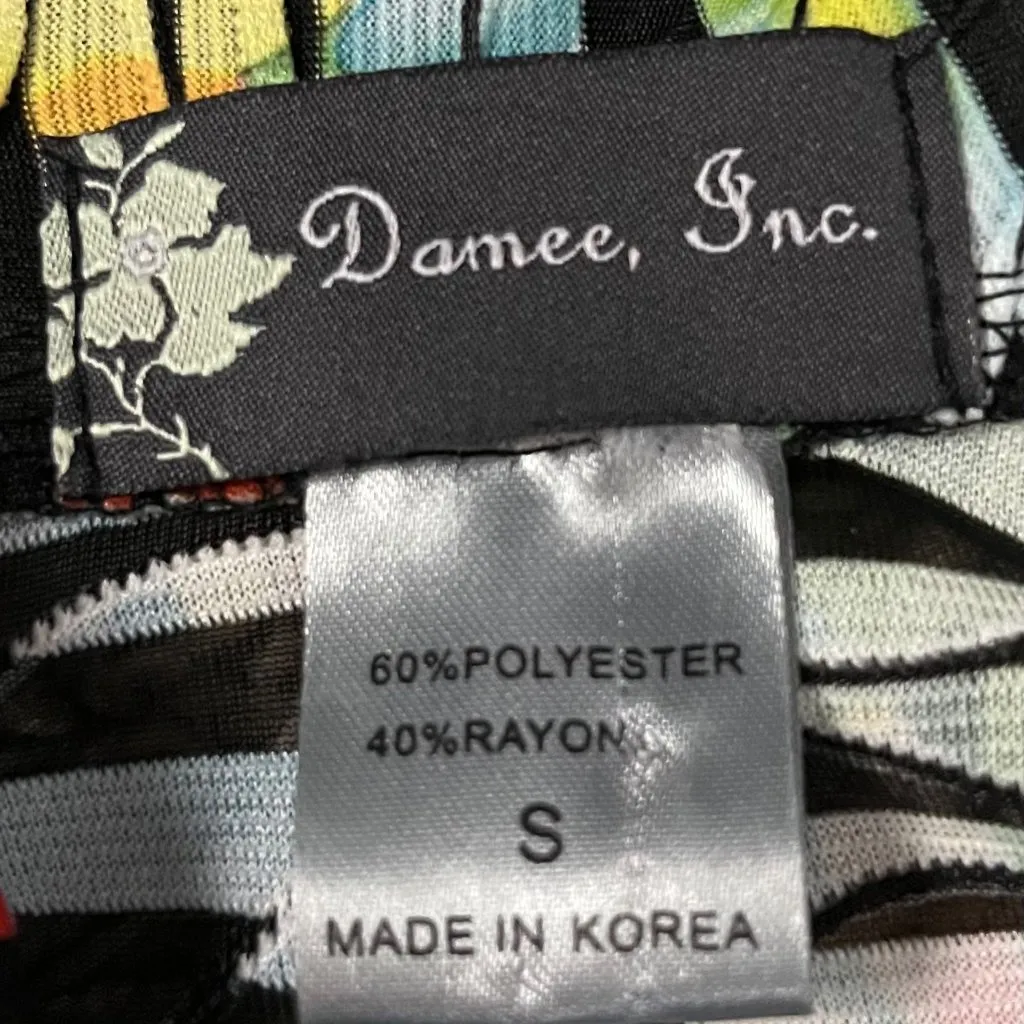 Damee, Inc.
60%POLYESTER
40%RAYON
S
MADE IN KOREA